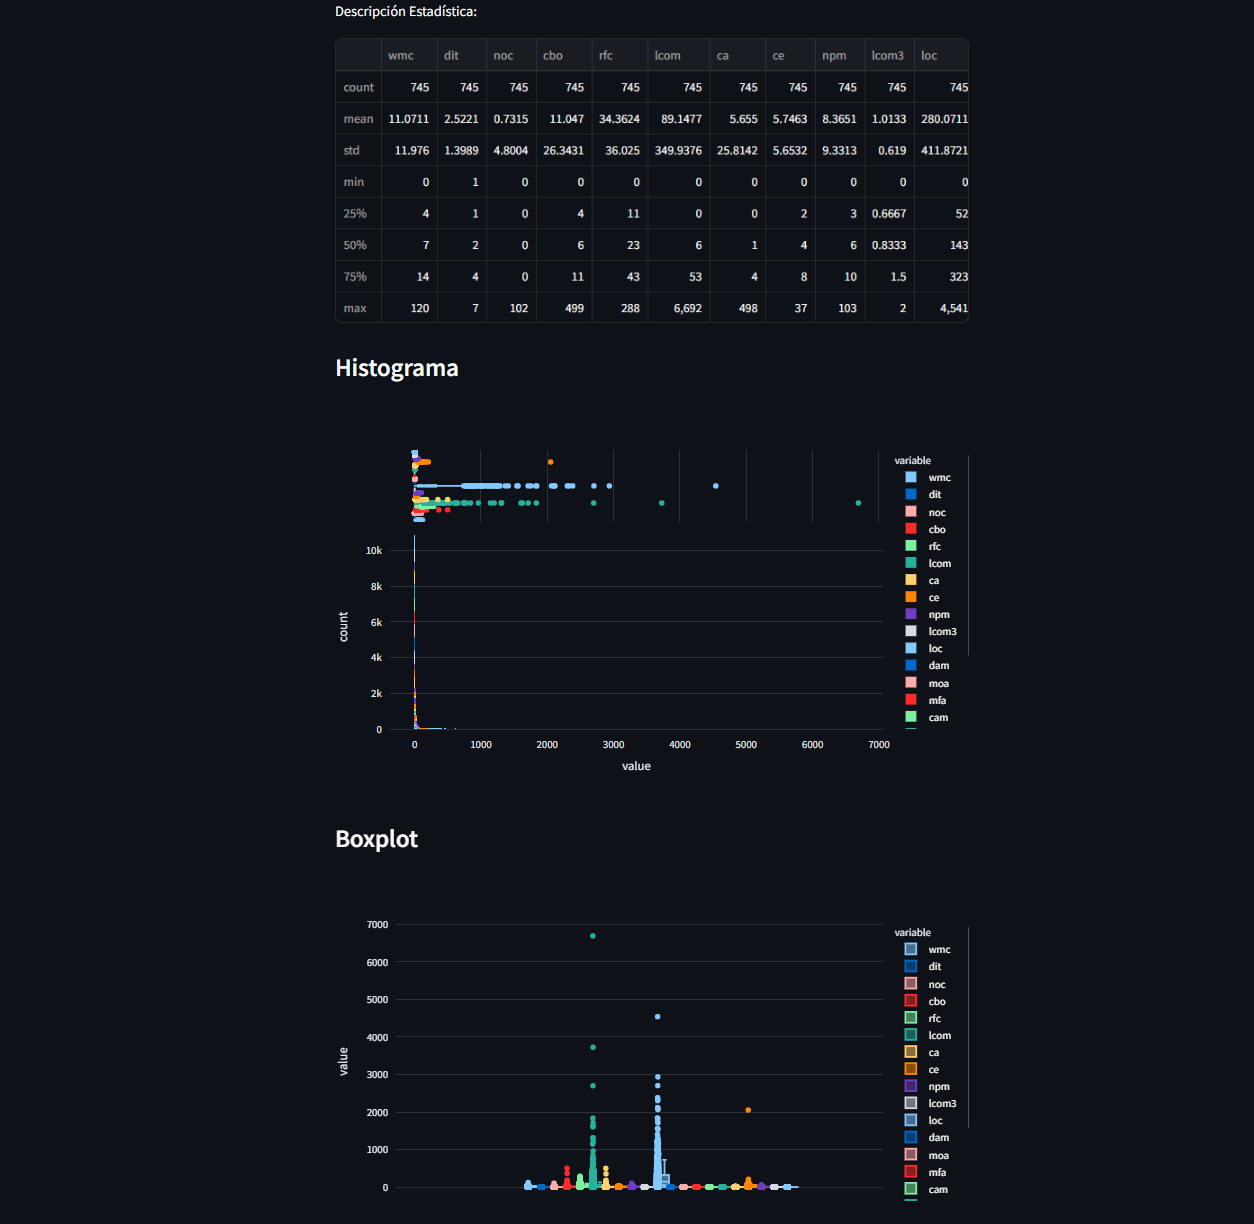 Descripción Estadística:
wmc dit noc cbo rfc lcom ca ce npm lcom3 loc
count 745 745 745 745 745 745 745 745 745 745 745
mean 11.0711 2.5221 0.7315 11.047 34.3624 89.1477 5.655 5.7463 8.3651 1.0133 280.0711
std 11.976 1.3989 4.8004 26.3431 36.025 349.9376 25.8142 5.6532 9.3313 0.619 411.8721
min 0 1 0 0 0 0 0 0 0 0 0
25% 4 1 0 4 11 0 0 2 3 0.6667 52
50% 7 2 0 6 23 6 1 4 6 0.8333 143
75% 14 4 0 11 43 53 4 8 10 1.5 323
max 120 7 102 499 288 6,692 498 37 103 2 4,541
Histograma
variable
wmc
dit
noc
cbo
rfc
lcom
ca
ce
npm
lcom3
loc
dam
moa
mfa
cam
10k
8k
6k
4k
2k
0
count
0 1000 2000 3000 4000 5000 6000 7000
value
Boxplot
7000
6000
5000
4000
3000
2000
1000
0
value
variable
wmc
dit
noc
cbo
rfc
lcom
ca
ce
npm
lcom3
loc
dam
moa
mfa
cam